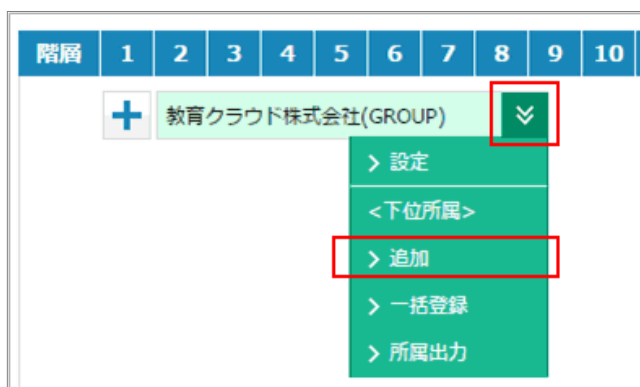 階層 1 2 3 4 5 6 7 8 9 10
教育クラウド株式会社(GROUP)
> 設定
<下位所属>
> 追加
> 一括登録
> 所属出力